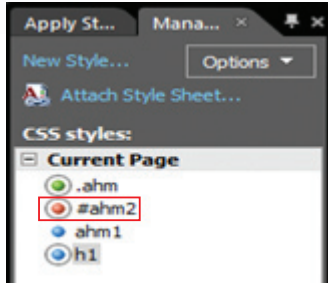 Apply St... Mana...
New Style... Options
Attach Style Sheet...
CSS styles:
Current Page
.ahm
#ahm2
ahm1
h1